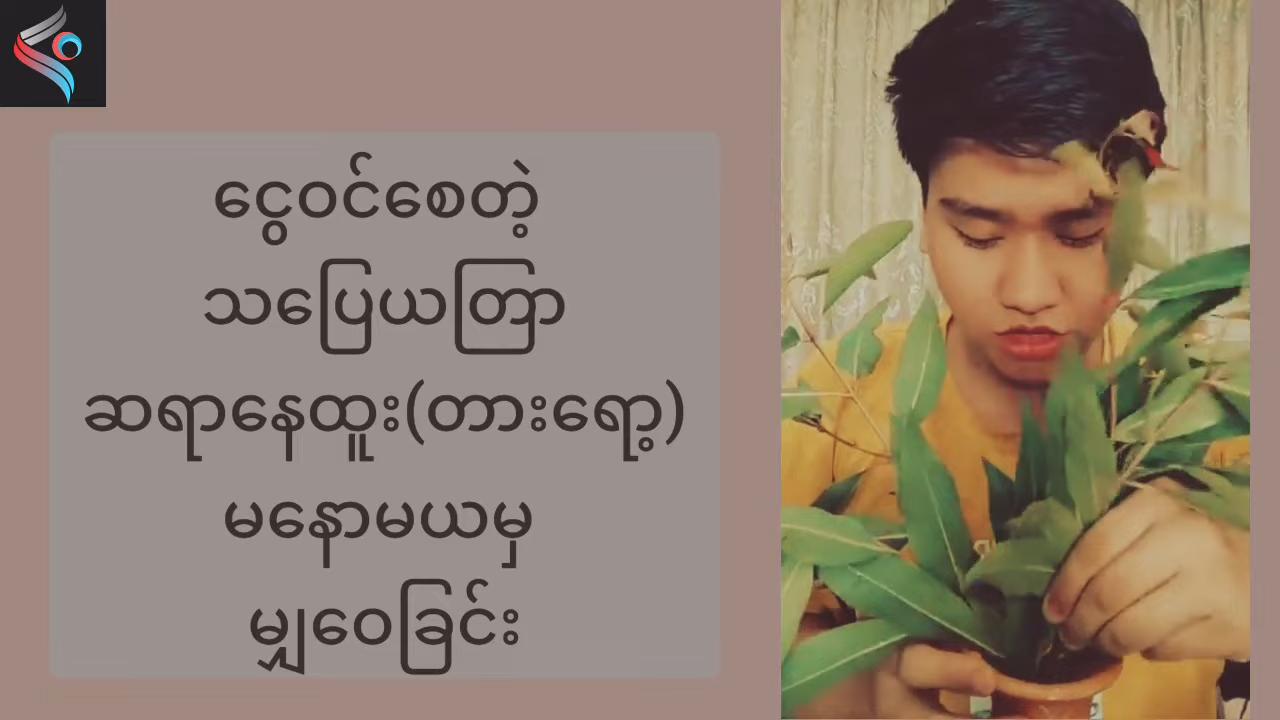 ငွေဝင်စေတဲ့
သပြေယတြာ
ဆရာနေထူး(တားရော့)
မနောမယမှ
မျှဝေခြင်း